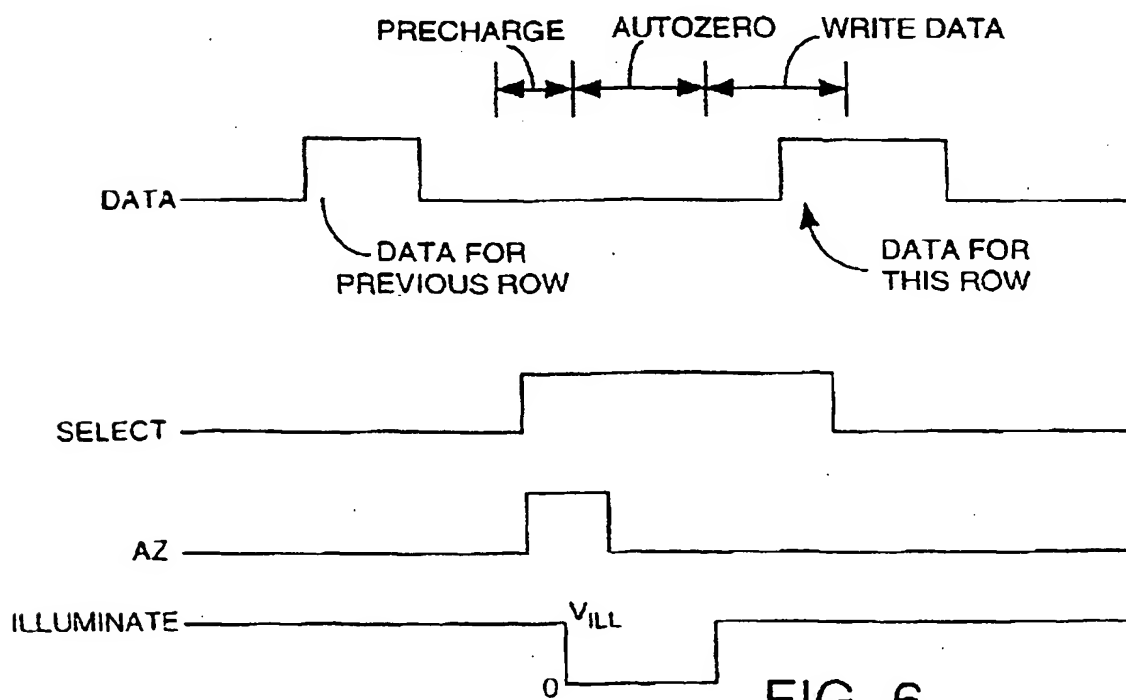 PRECHARGE AUTOZERO WRITE DATA
DATA
DATA FOR
PREVIOUS ROW
DATA FOR
THIS ROW
SELECT
AZ
ILLUMINATE
VILL
0
FIG. 6